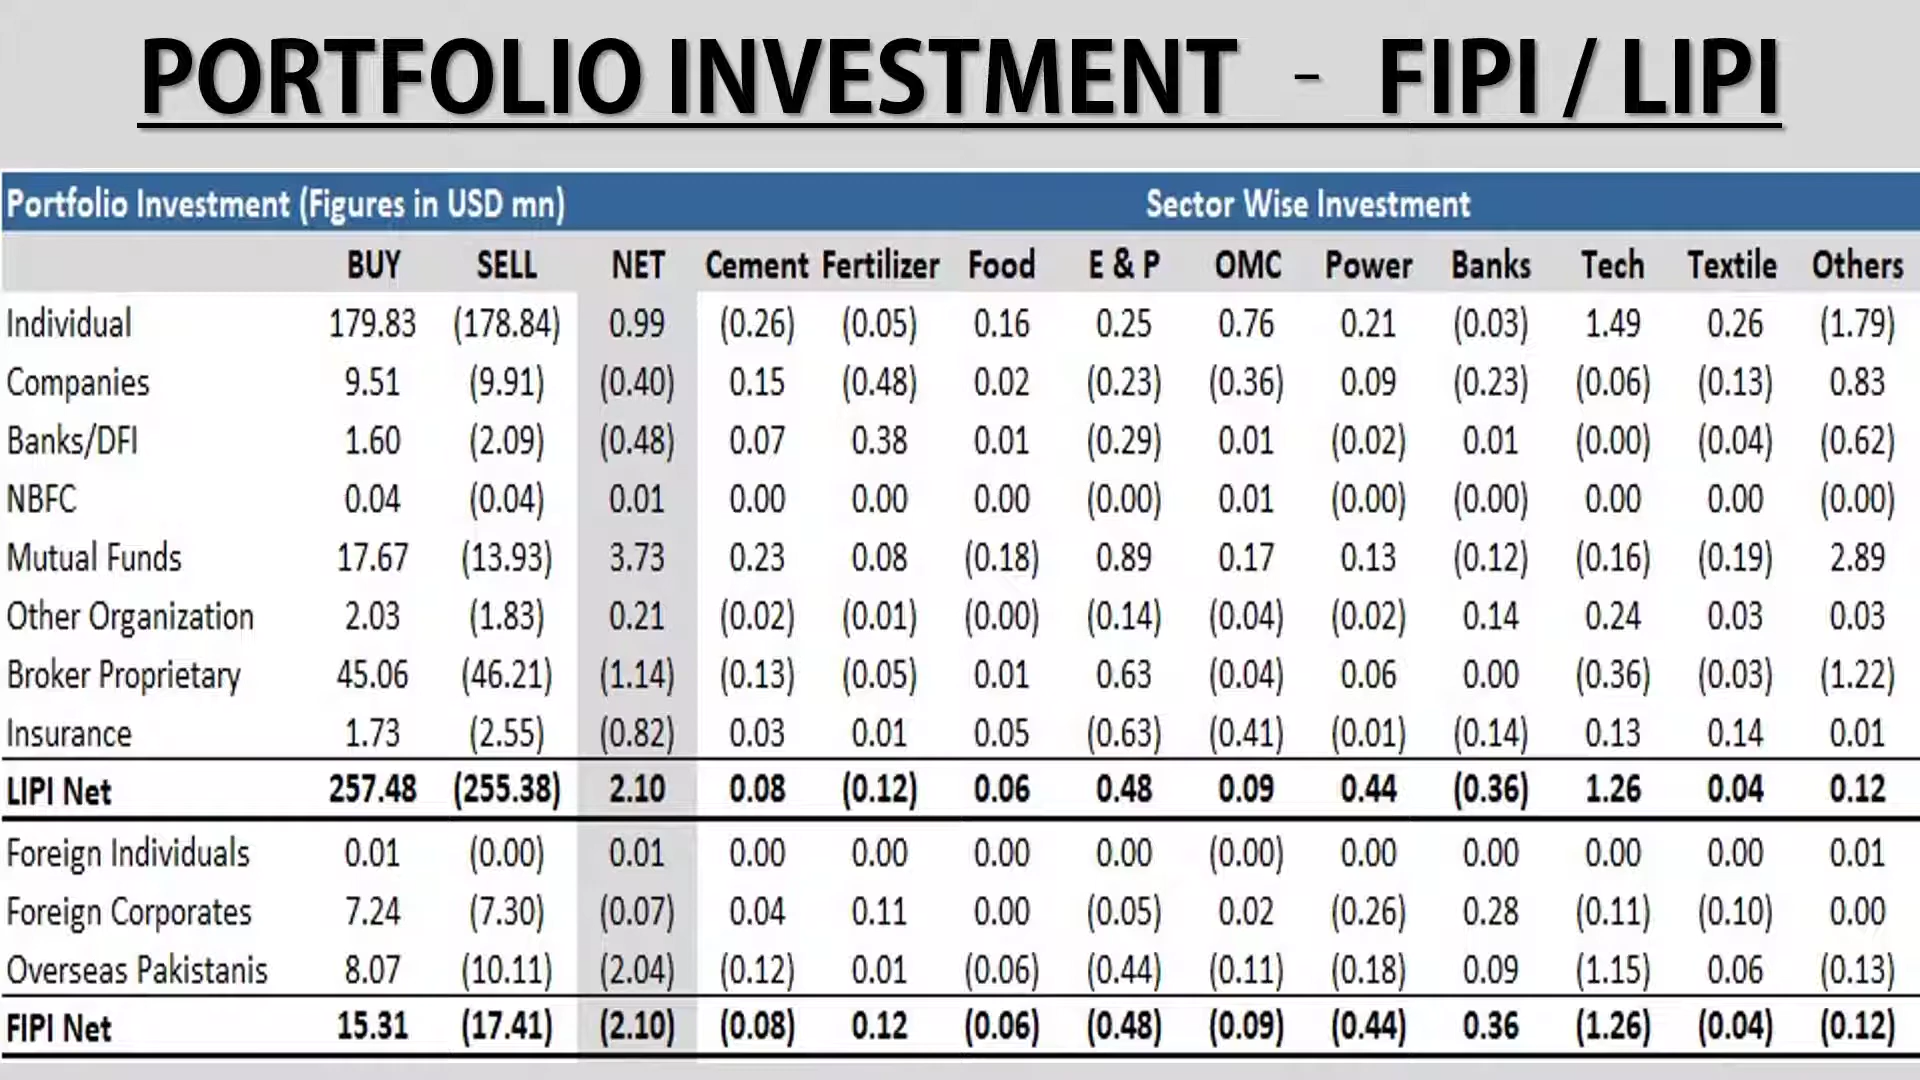 PORTFOLIO INVESTMENT - FIPI / LIPI
Portfolio Investment (Figures in USD mn) Sector Wise Investment
BUY SELL NET Cement Fertilizer Food E & P OMC Power Banks Tech Textile Others
Individual 179.83 (178.84) 0.99 (0.26) (0.05) 0.16 0.25 0.76 0.21 (0.03) 1.49 0.26 (1.79)
Companies 9.51 (9.91) (0.40) 0.15 (0.48) 0.02 (0.23) (0.36) 0.09 (0.23) (0.06) (0.13) 0.83
Banks/DFI 1.60 (2.09) (0.48) 0.07 0.38 0.01 (0.29) 0.01 (0.02) 0.01 (0.00) (0.04) (0.62)
NBFC 0.04 (0.04) 0.01 0.00 0.00 0.00 (0.00) 0.01 (0.00) (0.00) 0.00 0.00 (0.00)
Mutual Funds 17.67 (13.93) 3.73 0.23 0.08 (0.18) 0.89 0.17 0.13 (0.12) (0.16) (0.19) 2.89
Other Organization 2.03 (1.83) 0.21 (0.02) (0.01) (0.00) (0.14) (0.04) (0.02) 0.14 0.24 0.03 0.03
Broker Proprietary 45.06 (46.21) (1.14) (0.13) (0.05) 0.01 0.63 (0.04) 0.06 0.00 (0.36) (0.03) (1.22)
Insurance 1.73 (2.55) (0.82) 0.03 0.01 0.05 (0.63) (0.41) (0.01) (0.14) 0.13 0.14 0.01
LIPI Net 257.48 (255.38) 2.10 0.08 (0.12) 0.06 0.48 0.09 0.44 (0.36) 1.26 0.04 0.12
Foreign Individuals 0.01 (0.00) 0.01 0.00 0.00 0.00 0.00 (0.00) 0.00 0.00 0.00 0.00 0.01
Foreign Corporates 7.24 (7.30) (0.07) 0.04 0.11 0.00 (0.05) 0.02 (0.26) 0.28 (0.11) (0.10) 0.00
Overseas Pakistanis 8.07 (10.11) (2.04) (0.12) 0.01 (0.06) (0.44) (0.11) (0.18) 0.09 (1.15) 0.06 (0.13)
FIPI Net 15.31 (17.41) (2.10) (0.08) 0.12 (0.06) (0.48) (0.09) (0.44) 0.36 (1.26) (0.04) (0.12)